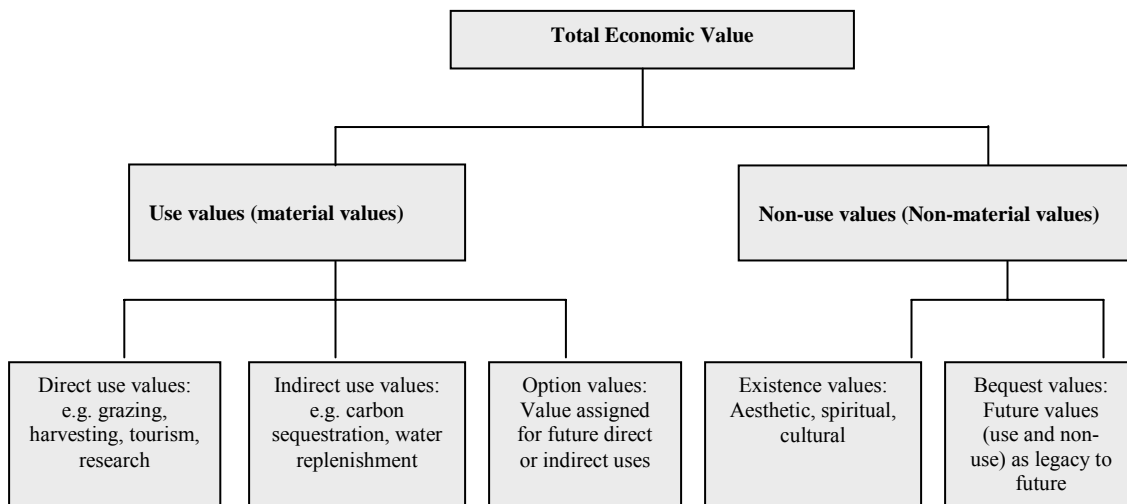 Total Economic Value
Use values (material values)
Non-use values (Non-material values)
Direct use values:
e.g. grazing,
harvesting, tourism,
research
Indirect use values:
e.g. carbon
sequestration, water
replenishment
Option values:
Value assigned
for future direct
or indirect uses
Existence values:
Aesthetic, spiritual,
cultural
Bequest values:
Future values
(use and non-
use) as legacy to
future